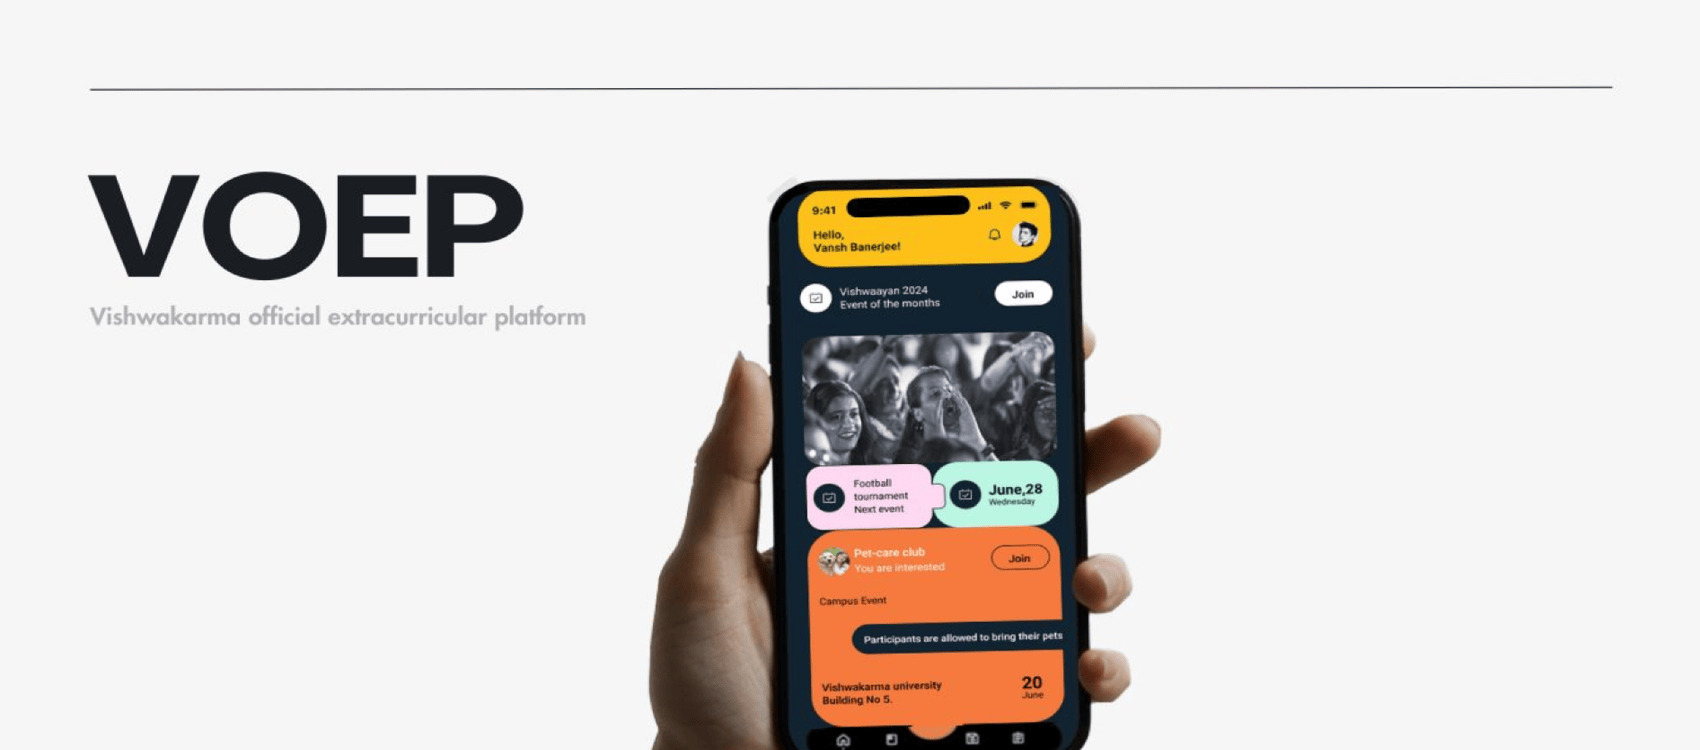 VOEP
Vishwakarma official extracurricular platform
9:41
Hello,
Vansh Banerjee!
Vishwaayan 2024
Event of the months
Join
Football
tournament
Next event
June,28
Wednesday
Pet-care club
You are interested
Join
Campus Event
Participants are allowed to bring their pets
Vishwakarma university
Building No 5.
20
June